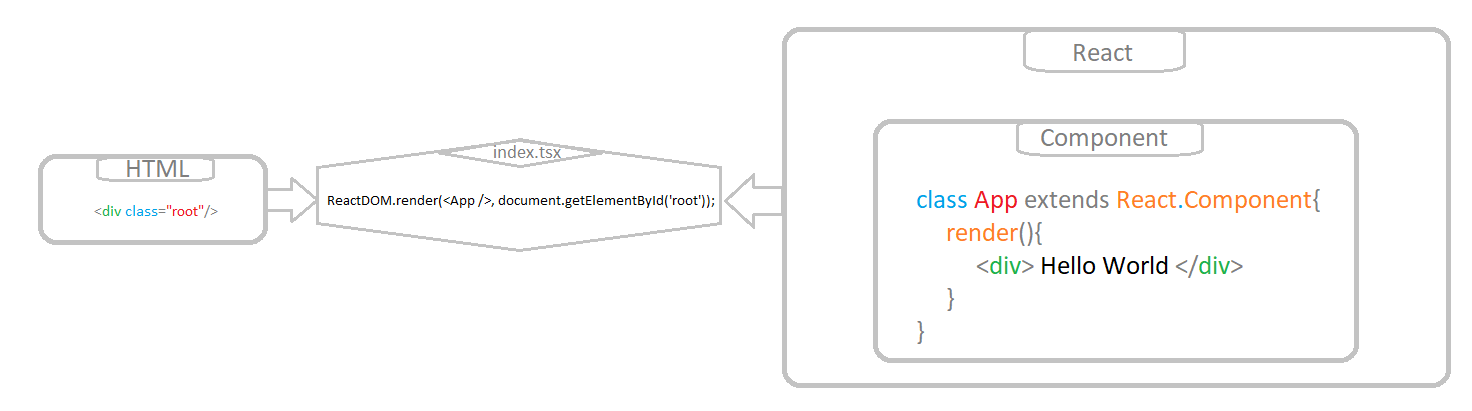 HTML
<div class="root"/>
index.tsx
ReactDOM.render(<App />, document.getElementById('root'));
React
Component
class App extends React.Component{
render(){
<div> Hello World </div>
}
}